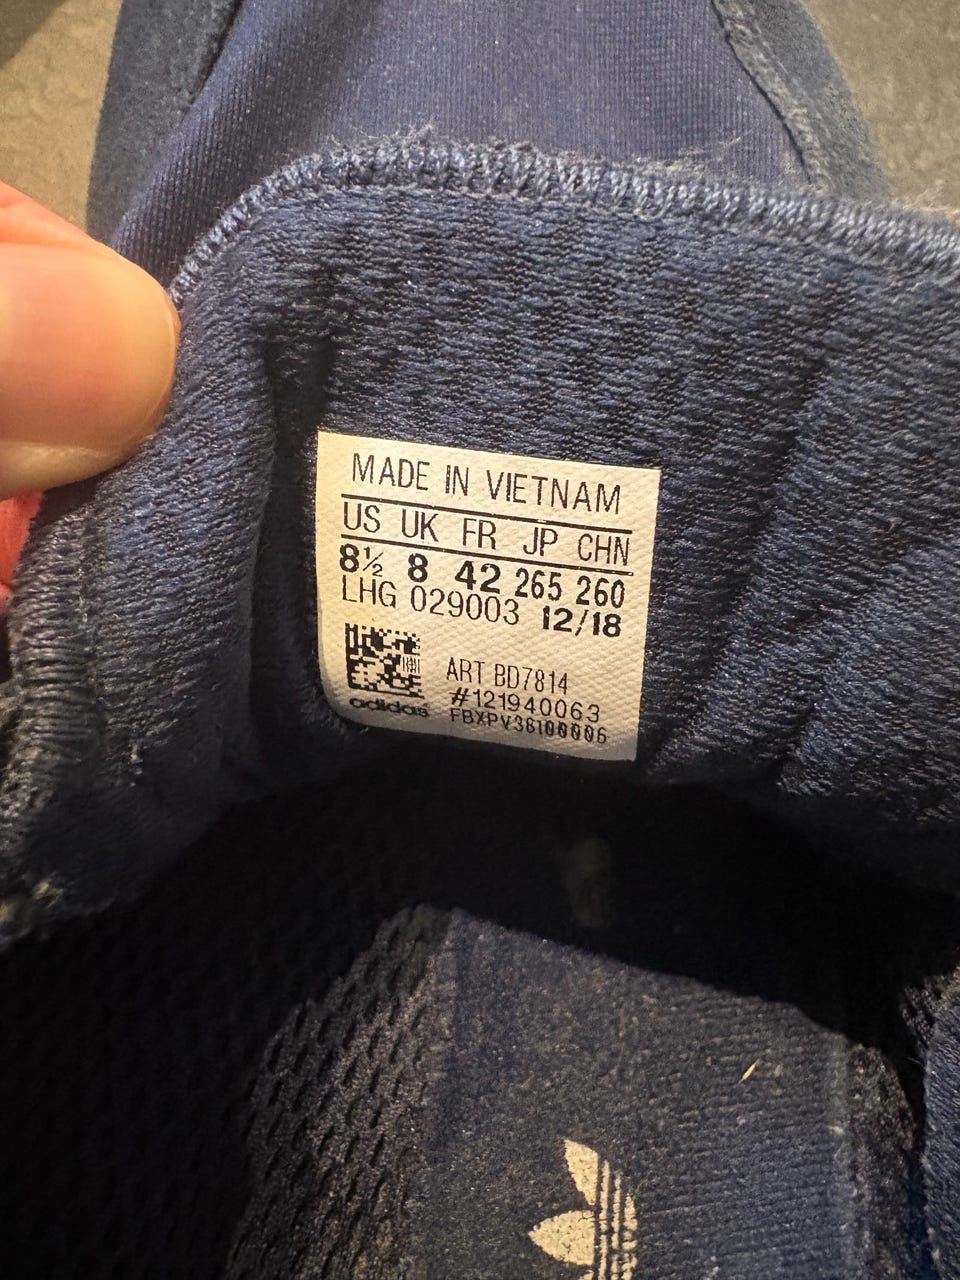 MADE IN VIETNAM
US UK FR JP CHN
8½ 8 42 265 260
LHG 029003 12/18
ART BD7814
#121940063
adidas FBXPV38100006